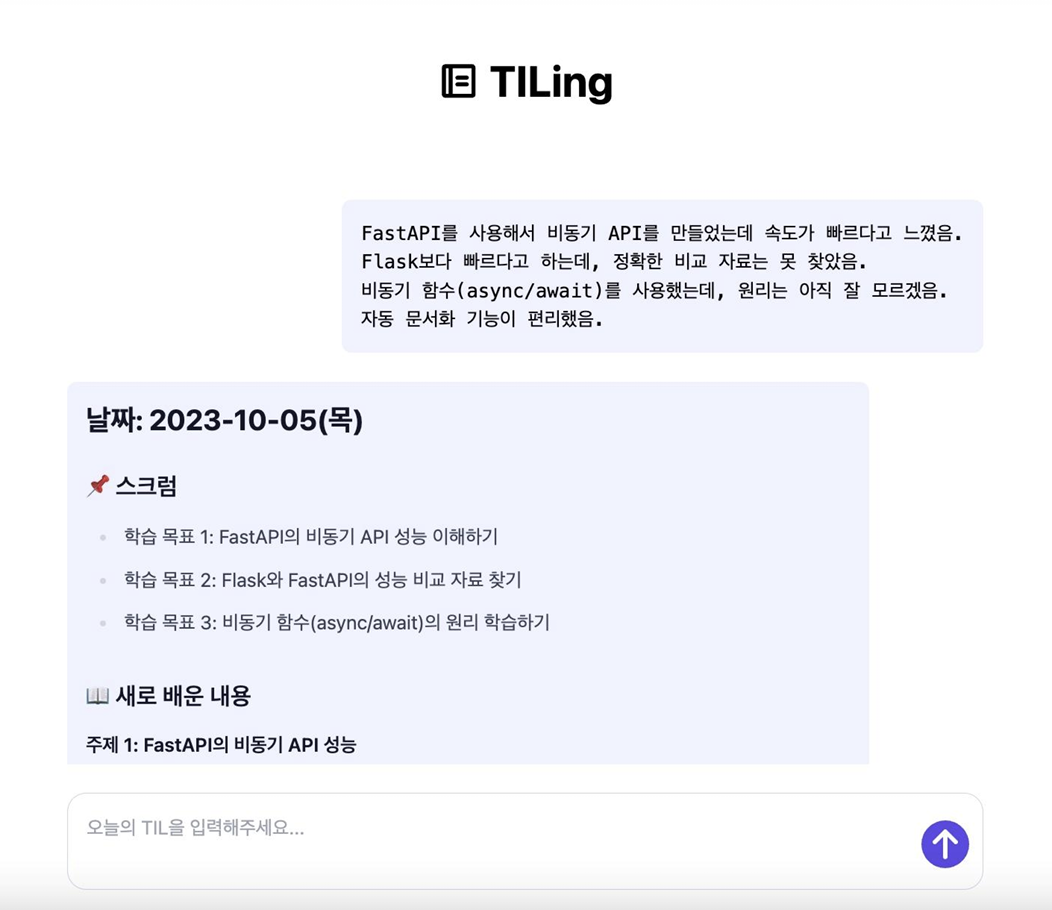 TILing
FastAPI를 사용해서 비동기 API를 만들었는데 속도가 빠르다고 느꼈음.
Flask보다 빠르다고 하는데, 정확한 비교 자료는 못 찾았음.
비동기 함수(async/await)를 사용했는데, 원리는 아직 잘 모르겠음.
자동 문서화 기능이 편리했음.
날짜: 2023-10-05(목)
📌 스크럼
• 학습 목표 1: FastAPI의 비동기 API 성능 이해하기
• 학습 목표 2: Flask와 FastAPI의 성능 비교 자료 찾기
• 학습 목표 3: 비동기 함수(async/await)의 원리 학습하기
📖 새로 배운 내용
주제 1: FastAPI의 비동기 API 성능
오늘의 TIL을 입력해주세요...